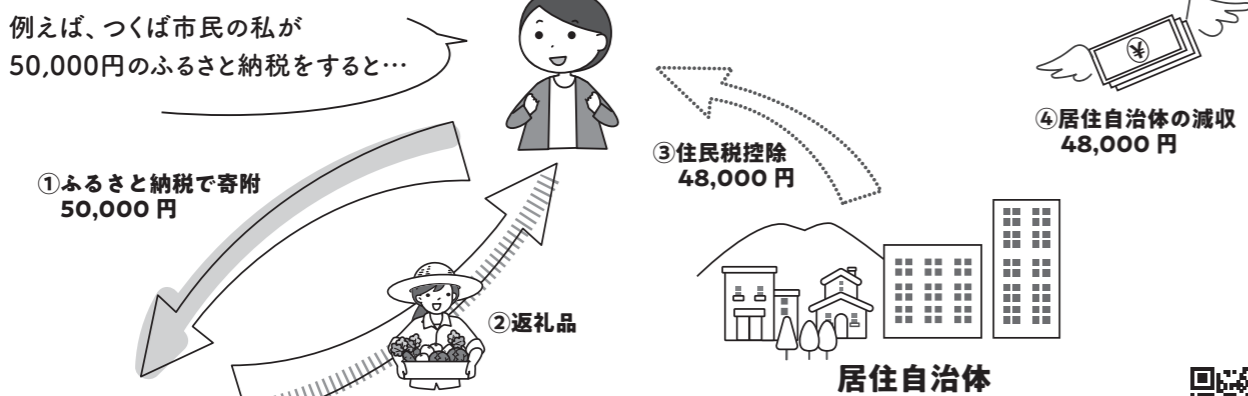 例えば、つくば市民の私が
50,000円のふるさと納税をすると…
①ふるさと納税で寄附
50,000 円
②返礼品
③住民税控除
48,000 円
④居住自治体の減収
48,000 円
¥
居住自治体